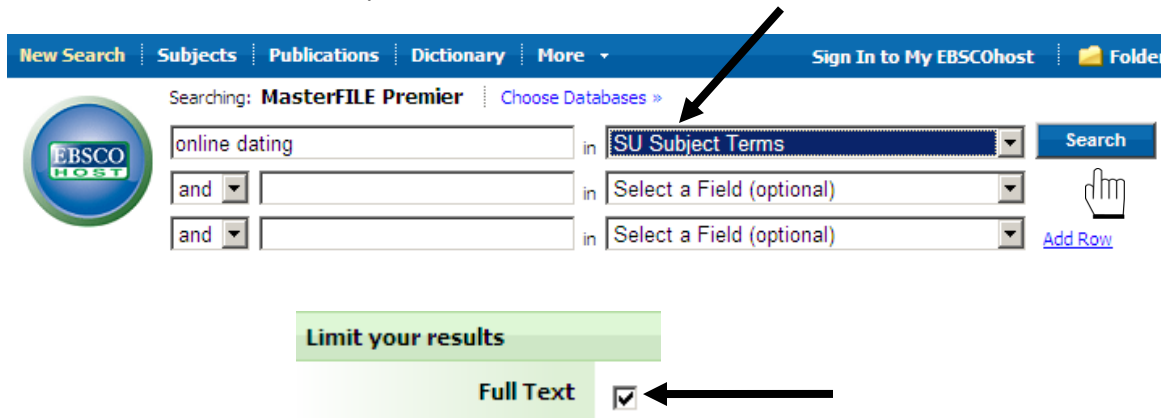 New Search Subjects Publications Dictionary More Sign In to My EBSCOhost Folder
Searching: MasterFILE Premier Choose Databases »
EBSCO
HOST
online dating in SU Subject Terms Search
and in Select a Field (optional)
and in Select a Field (optional) Add Row
Limit your results
Full Text